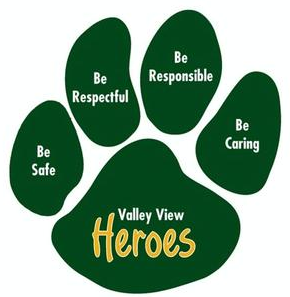 Be
Safe
Be
Respectful
Be
Responsible
Be
Caring
Valley View
Heroes